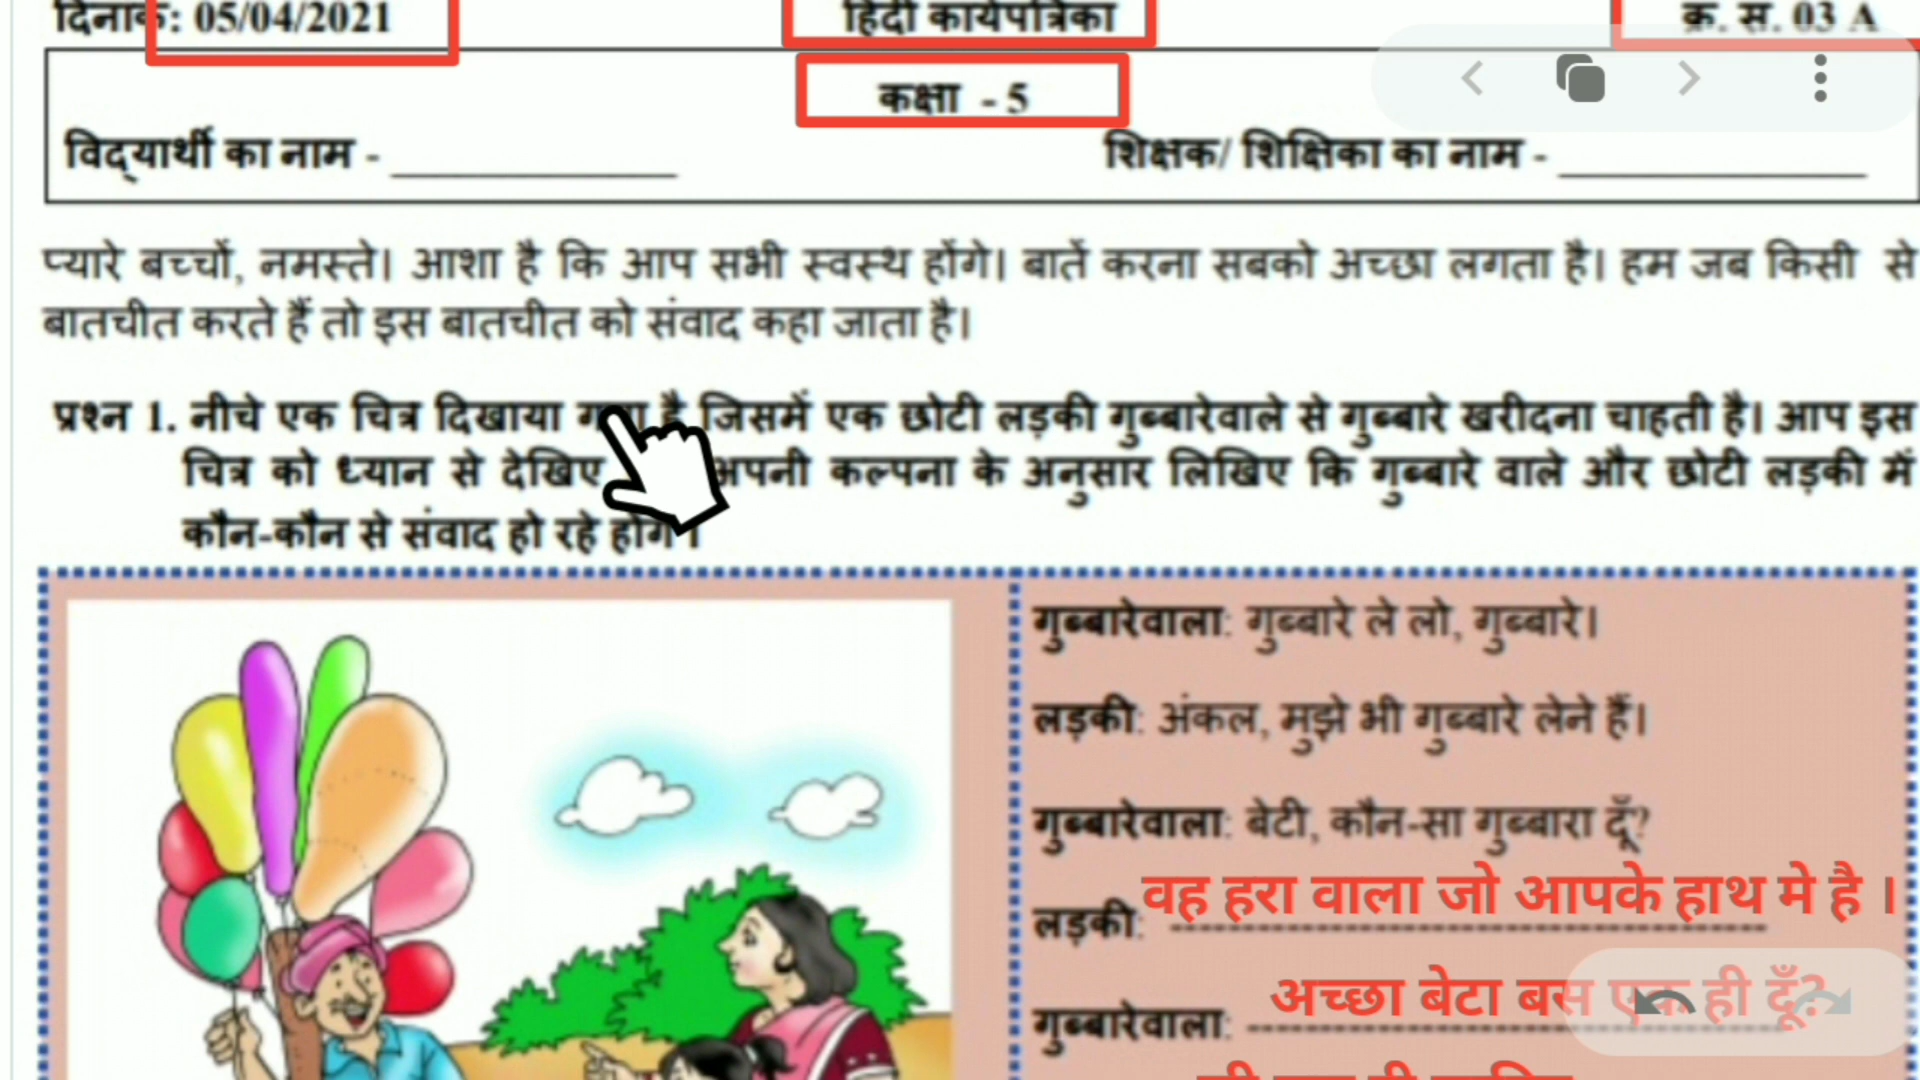 दिनांक: 05/04/2021 हिंदी कार्यपत्रिका क्र. स. 03 A
कक्षा - 5
विद्यार्थी का नाम - शिक्षक/ शिक्षिका का नाम -
प्यारे बच्चों, नमस्ते। आशा है कि आप सभी स्वस्थ होंगे। बातें करना सबको अच्छा लगता है। हम जब किसी से
बातचीत करते हैं तो इस बातचीत को संवाद कहा जाता है।
प्रश्न 1. नीचे एक चित्र दिखाया गया है जिसमें एक छोटी लड़की गुब्बारेवाले से गुब्बारे खरीदना चाहती है। आप इस
चित्र को ध्यान से देखिए अपनी कल्पना के अनुसार लिखिए कि गुब्बारे वाले और छोटी लड़की में
कौन-कौन से संवाद हो रहे होंगे।
गुब्बारेवाला: गुब्बारे ले लो, गुब्बारे।
लड़की: अंकल, मुझे भी गुब्बारे लेने हैं।
गुब्बारेवाला: बेटी, कौन-सा गुब्बारा दूँ?
लड़की: वह हरा वाला जो आपके हाथ मे है ।
गुब्बारेवाला: अच्छा बेटा बस एक ही दूँ?